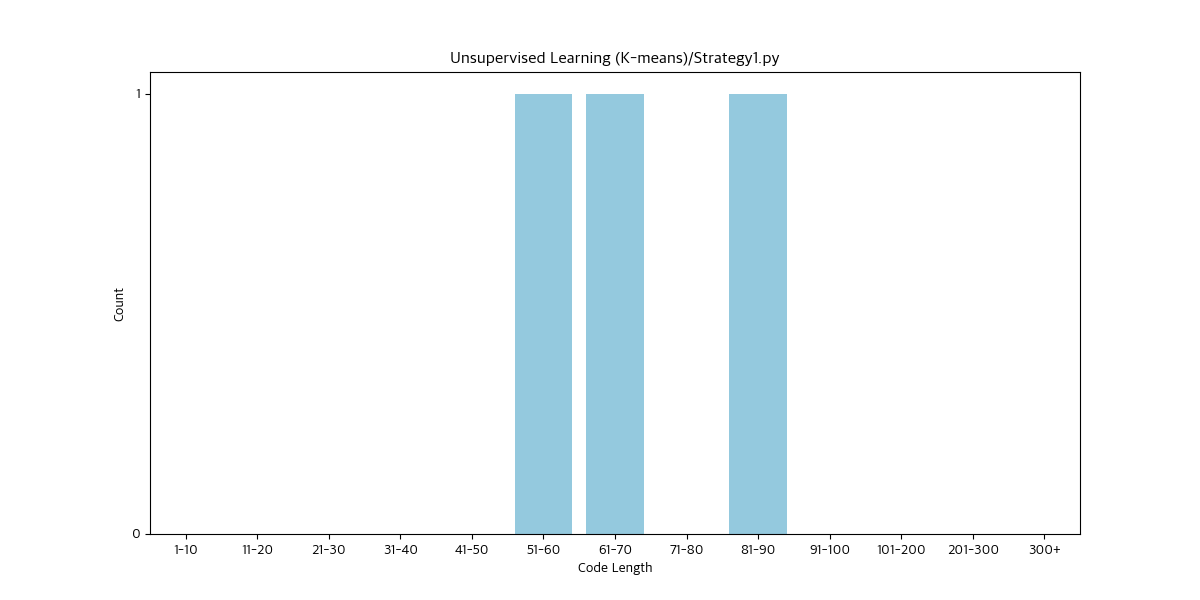 Unsupervised Learning (K-means)/Strategy1.py
1
Count
0
1-10 11-20 21-30 31-40 41-50 51-60 61-70 71-80 81-90 91-100 101-200 201-300 300+
Code Length